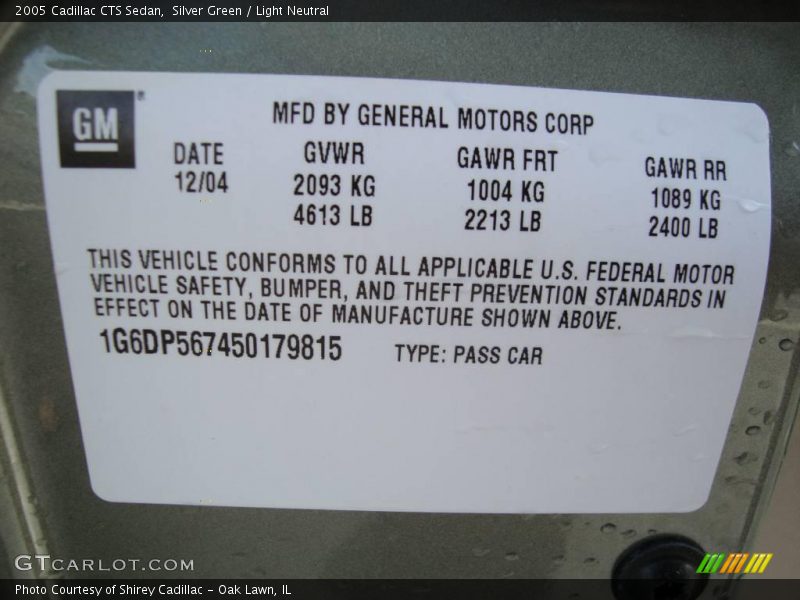 2005 Cadillac CTS Sedan,  Silver Green / Light Neutral
GM®
MFD BY GENERAL MOTORS CORP
DATE GVWR GAWR FRT GAWR RR
12/04 2093 KG 1004 KG 1089 KG
4613 LB 2213 LB 2400 LB
THIS VEHICLE CONFORMS TO ALL APPLICABLE U.S. FEDERAL MOTOR
VEHICLE SAFETY, BUMPER, AND THEFT PREVENTION STANDARDS IN
EFFECT ON THE DATE OF MANUFACTURE SHOWN ABOVE.
1G6DP567450179815 TYPE: PASS CAR
GTCARLOT.COM
Photo Courtesy of Shirey Cadillac - Oak Lawn, IL